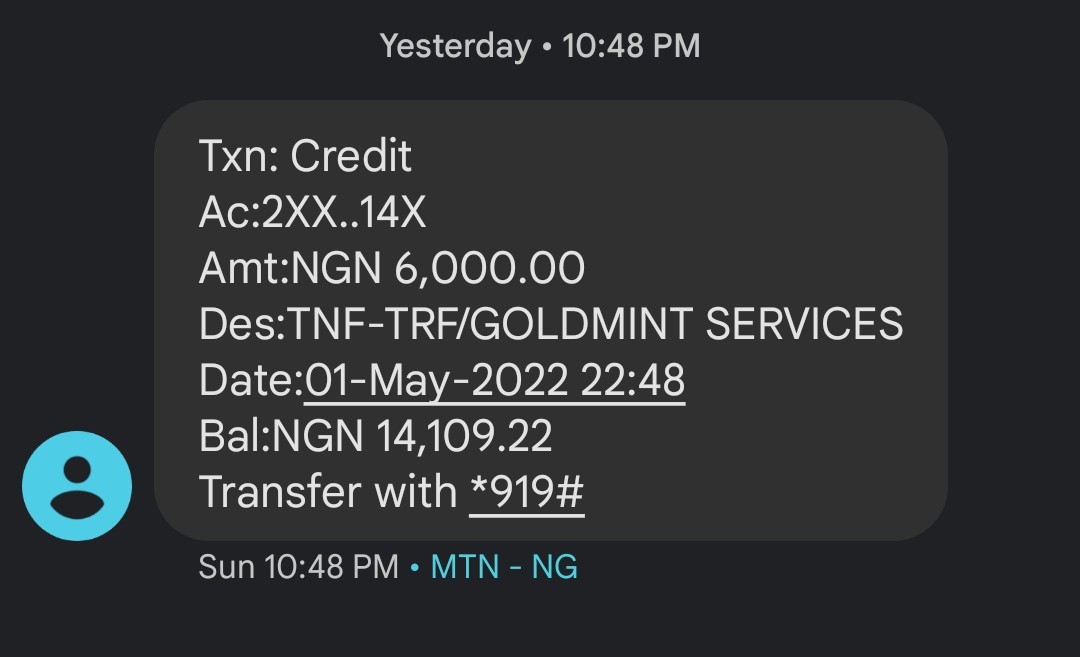 Yesterday • 10:48 PM
Txn: Credit
Ac:2XX..14X
Amt:NGN 6,000.00
Des:TNF-TRF/GOLDMINT SERVICES
Date:01-May-2022 22:48
Bal:NGN 14,109.22
Transfer with *919#
Sun 10:48 PM • MTN - NG